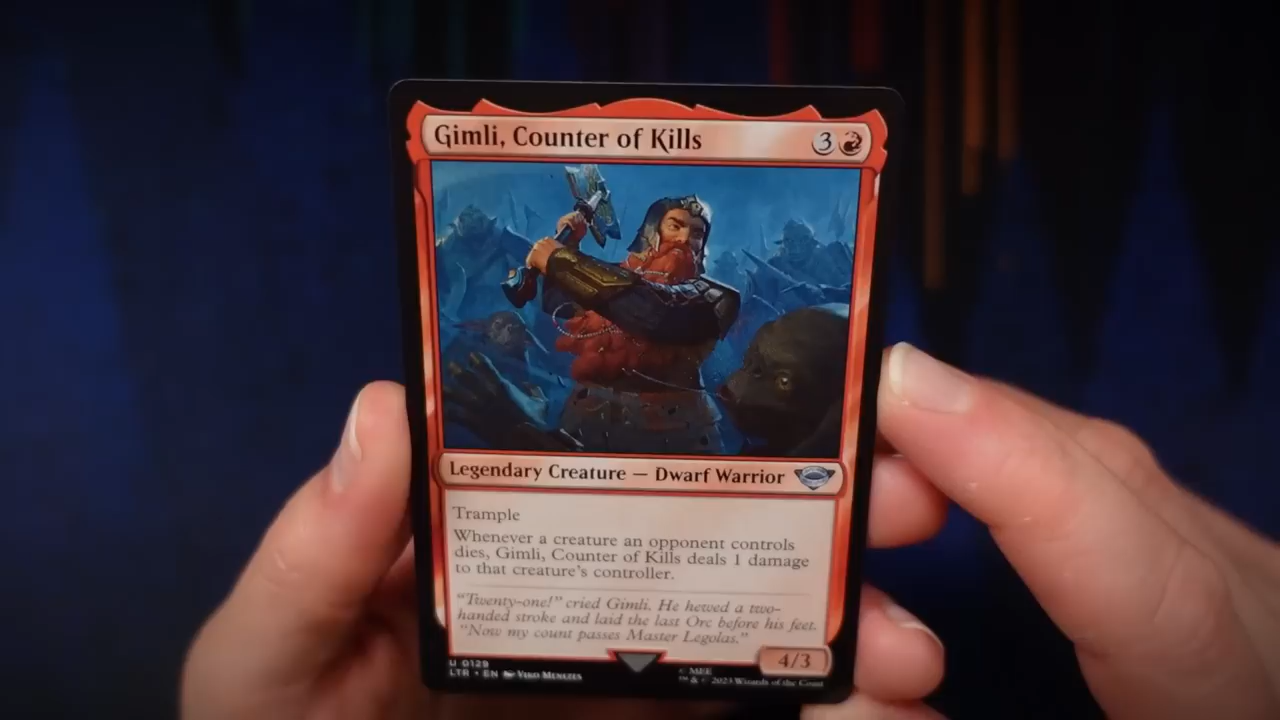 Gimli, Counter of Kills
3
Legendary Creature — Dwarf Warrior
Trample
Whenever a creature an opponent controls
dies, Gimli, Counter of Kills deals 1 damage
to that creature's controller.
"Twenty-one!" cried Gimli. He hewed a two-
handed stroke and laid the last Orc before his feet.
"Now my count passes Master Legolas."
4/3
U 0129
LTR • EN Viko Menezes
© MEE
™ & © 2023 Wizards of the Coast